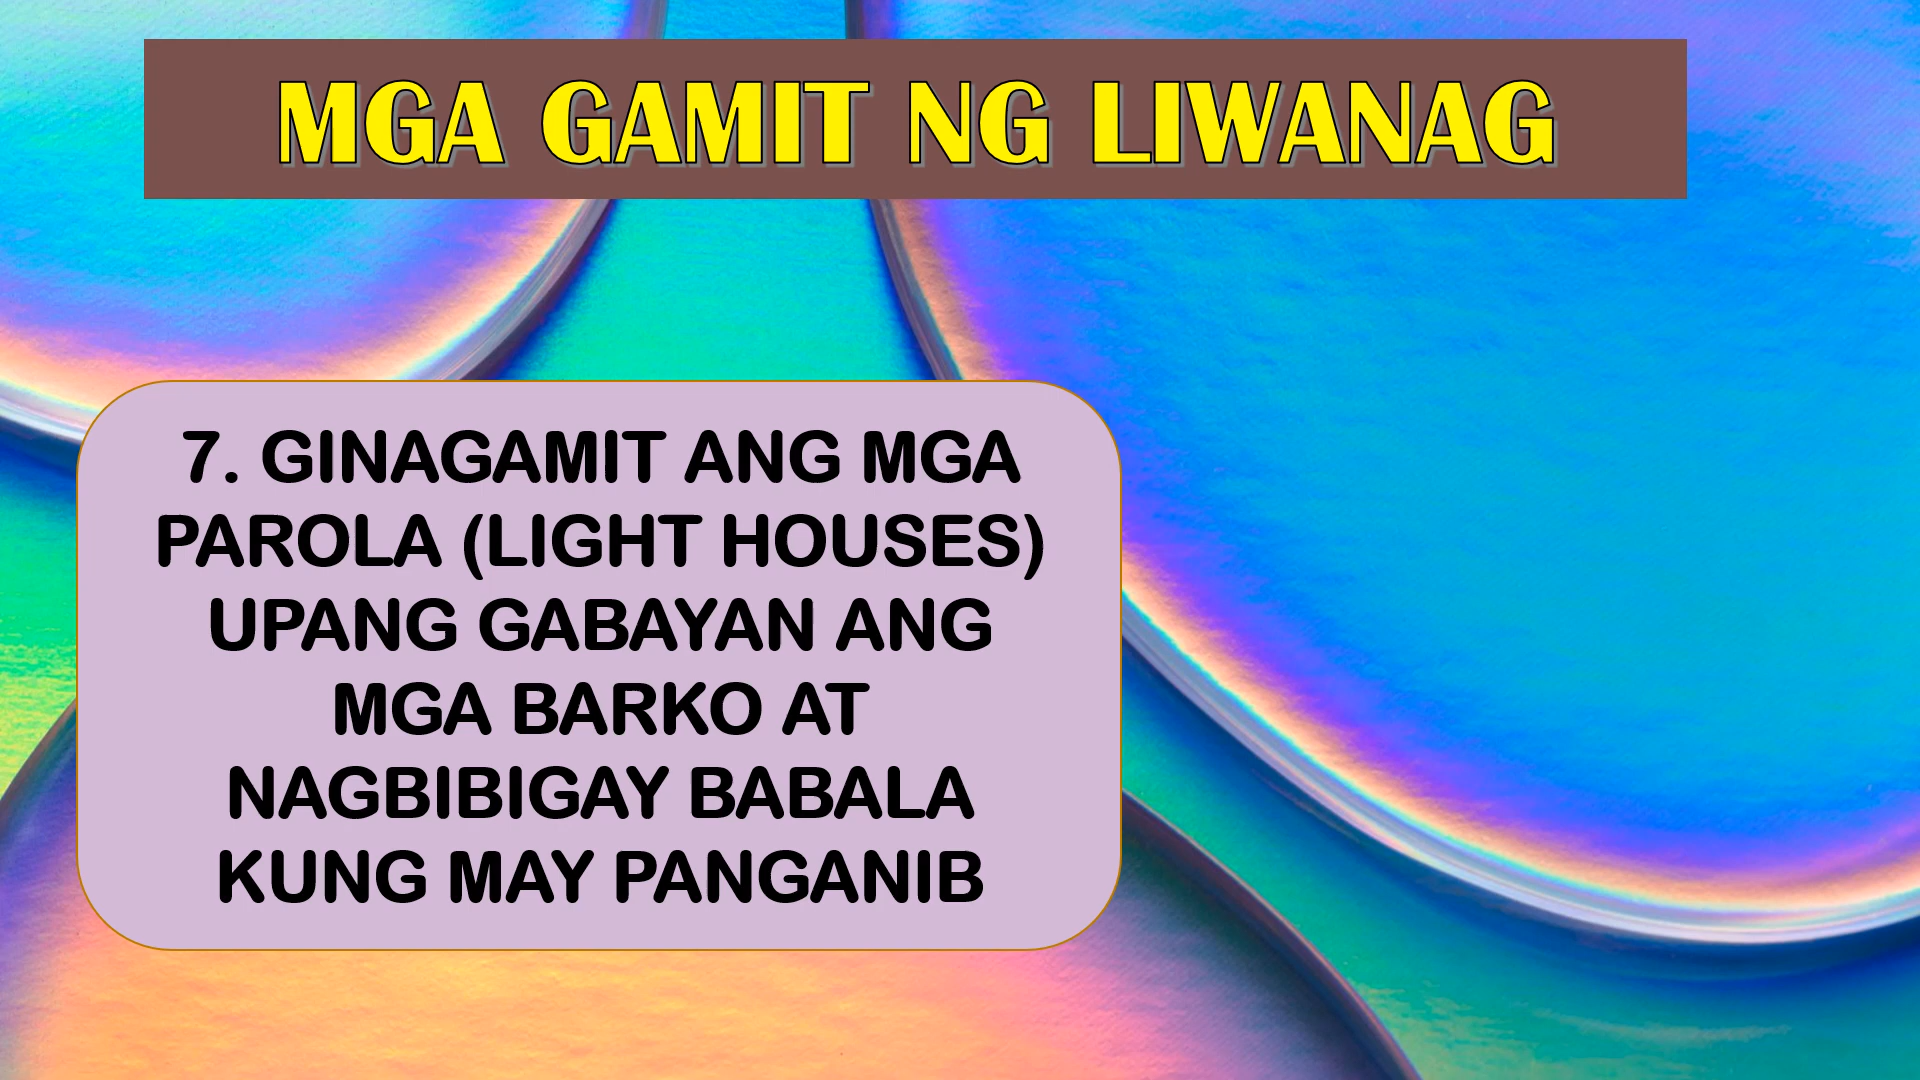 MGA GAMIT NG LIWANAG
7. GINAGAMIT ANG MGA
PAROLA (LIGHT HOUSES)
UPANG GABAYAN ANG
MGA BARKO AT
NAGBIBIGAY BABALA
KUNG MAY PANGANIB